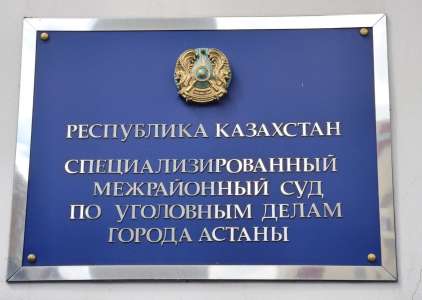 РЕСПУБЛИКА КАЗАХСТАН
СПЕЦИАЛИЗИРОВАННЫЙ
МЕЖРАЙОННЫЙ СУД
ПО УГОЛОВНЫМ ДЕЛАМ
ГОРОДА АСТАНЫ